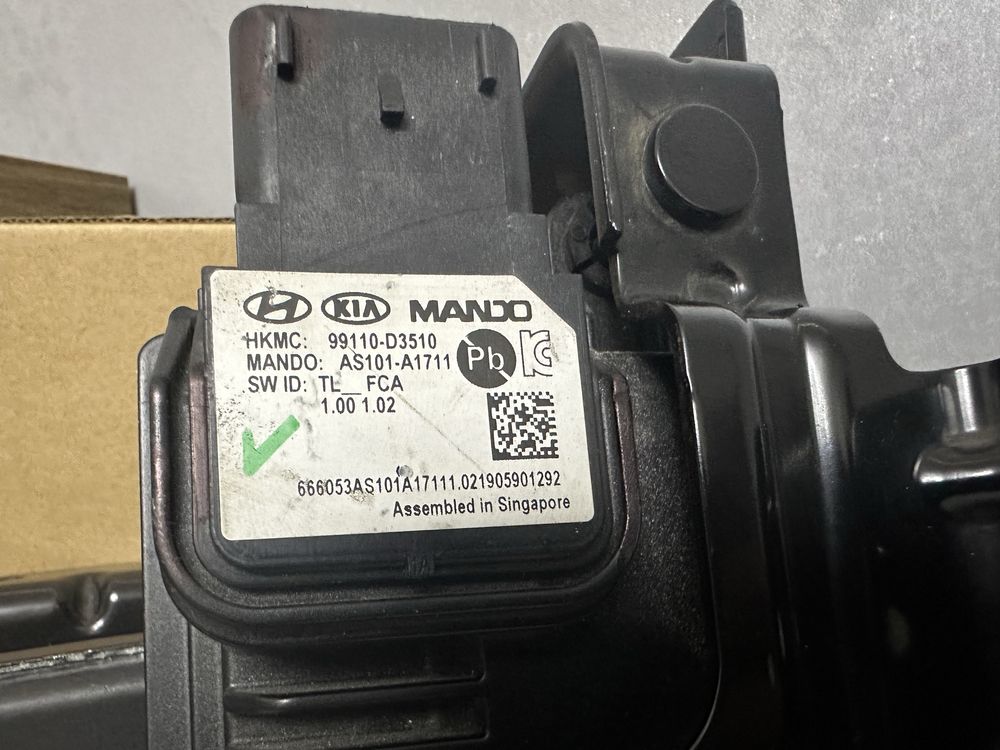 KIA MANDO
HKMC: 99110-D3510
MANDO: AS101-A1711
Pb
SW ID: TL__FCA
1.00 1.02
666053AS101A17111.021905901292
Assembled in Singapore